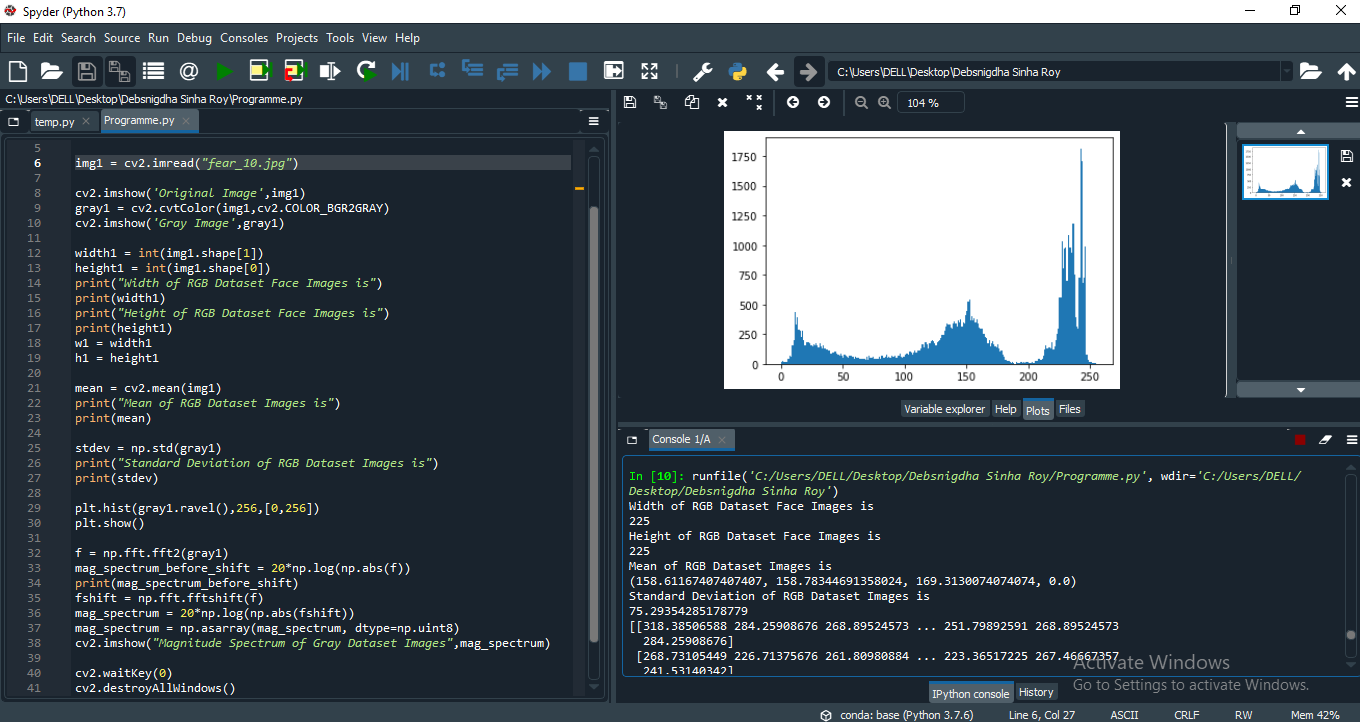 Spyder (Python 3.7)
File Edit Search Source Run Debug Consoles Projects Tools View Help
C:\Users\DELL\Desktop\Debsnigdha Sinha Roy
C:\Users\DELL\Desktop\Debsnigdha Sinha Roy\Programme.py
temp.py Programme.py
5
6 img1 = cv2.imread("fear_10.jpg")
7
8 cv2.imshow('Original Image',img1)
9 gray1 = cv2.cvtColor(img1,cv2.COLOR_BGR2GRAY)
10 cv2.imshow('Gray Image',gray1)
11
12 width1 = int(img1.shape[1])
13 height1 = int(img1.shape[0])
14 print("Width of RGB Dataset Face Images is")
15 print(width1)
16 print("Height of RGB Dataset Face Images is")
17 print(height1)
18 w1 = width1
19 h1 = height1
20
21 mean = cv2.mean(img1)
22 print("Mean of RGB Dataset Images is")
23 print(mean)
24
25 stdev = np.std(gray1)
26 print("Standard Deviation of RGB Dataset Images is")
27 print(stdev)
28
29 plt.hist(gray1.ravel(),256,[0,256])
30 plt.show()
31
32 f = np.fft.fft2(gray1)
33 mag_spectrum_before_shift = 20*np.log(np.abs(f))
34 print(mag_spectrum_before_shift)
35 fshift = np.fft.fftshift(f)
36 mag_spectrum = 20*np.log(np.abs(fshift))
37 mag_spectrum = np.asarray(mag_spectrum, dtype=np.uint8)
38 cv2.imshow("Magnitude Spectrum of Gray Dataset Images",mag_spectrum)
39
40 cv2.waitKey(0)
41 cv2.destroyAllWindows()
104 %
1750
1500
1250
1000
750
500
250
0
0 50 100 150 200 250
Variable explorer Help Plots Files
Console 1/A
In [10]: runfile('C:/Users/DELL/Desktop/Debsnigdha Sinha Roy/Programme.py', wdir='C:/Users/DELL/
Desktop/Debsnigdha Sinha Roy')
Width of RGB Dataset Face Images is
225
Height of RGB Dataset Face Images is
225
Mean of RGB Dataset Images is
(158.61167407407407, 158.78344691358024, 169.3130074074074, 0.0)
Standard Deviation of RGB Dataset Images is
75.29354285178779
[[318.38506588 284.25908676 268.89524573 ... 251.79892591 268.89524573
284.25908676]
[268.73105449 226.71375676 261.80980884 ... 223.36517225 267.46667357
241.53140342]
Activate Windows
Go to Settings to activate Windows.
IPython console History
conda: base (Python 3.7.6) Line 6, Col 27 ASCII CRLF RW Mem 42%